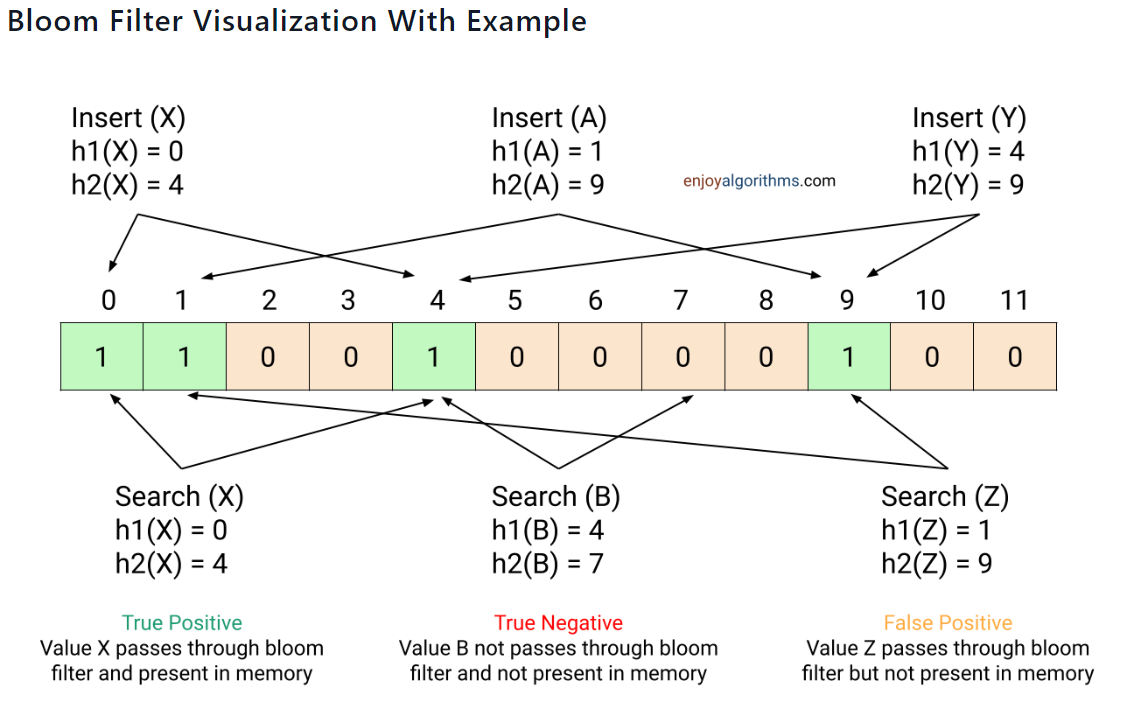 Bloom Filter Visualization With Example
Insert (X)
h1(X) = 0
h2(X) = 4
Insert (A)
h1(A) = 1
h2(A) = 9
enjoyalgorithms.com
Insert (Y)
h1(Y) = 4
h2(Y) = 9
0 1 2 3 4 5 6 7 8 9 10 11
1 1 0 0 1 0 0 0 0 1 0 0
Search (X)
h1(X) = 0
h2(X) = 4
Search (B)
h1(B) = 4
h2(B) = 7
Search (Z)
h1(Z) = 1
h2(Z) = 9
True Positive
Value X passes through bloom
filter and present in memory
True Negative
Value B not passes through bloom
filter and not present in memory
False Positive
Value Z passes through bloom
filter but not present in memory